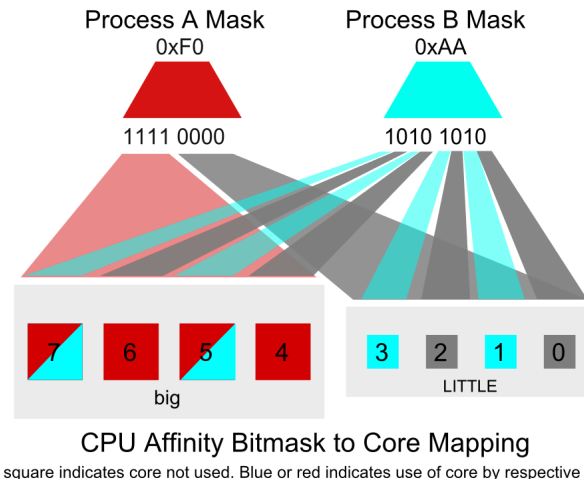 Process A Mask
0xF0
Process B Mask
0xAA
1111 0000
1010 1010
7 6 5 4
big
3 2 1 0
LITTLE
CPU Affinity Bitmask to Core Mapping
square indicates core not used. Blue or red indicates use of core by respective